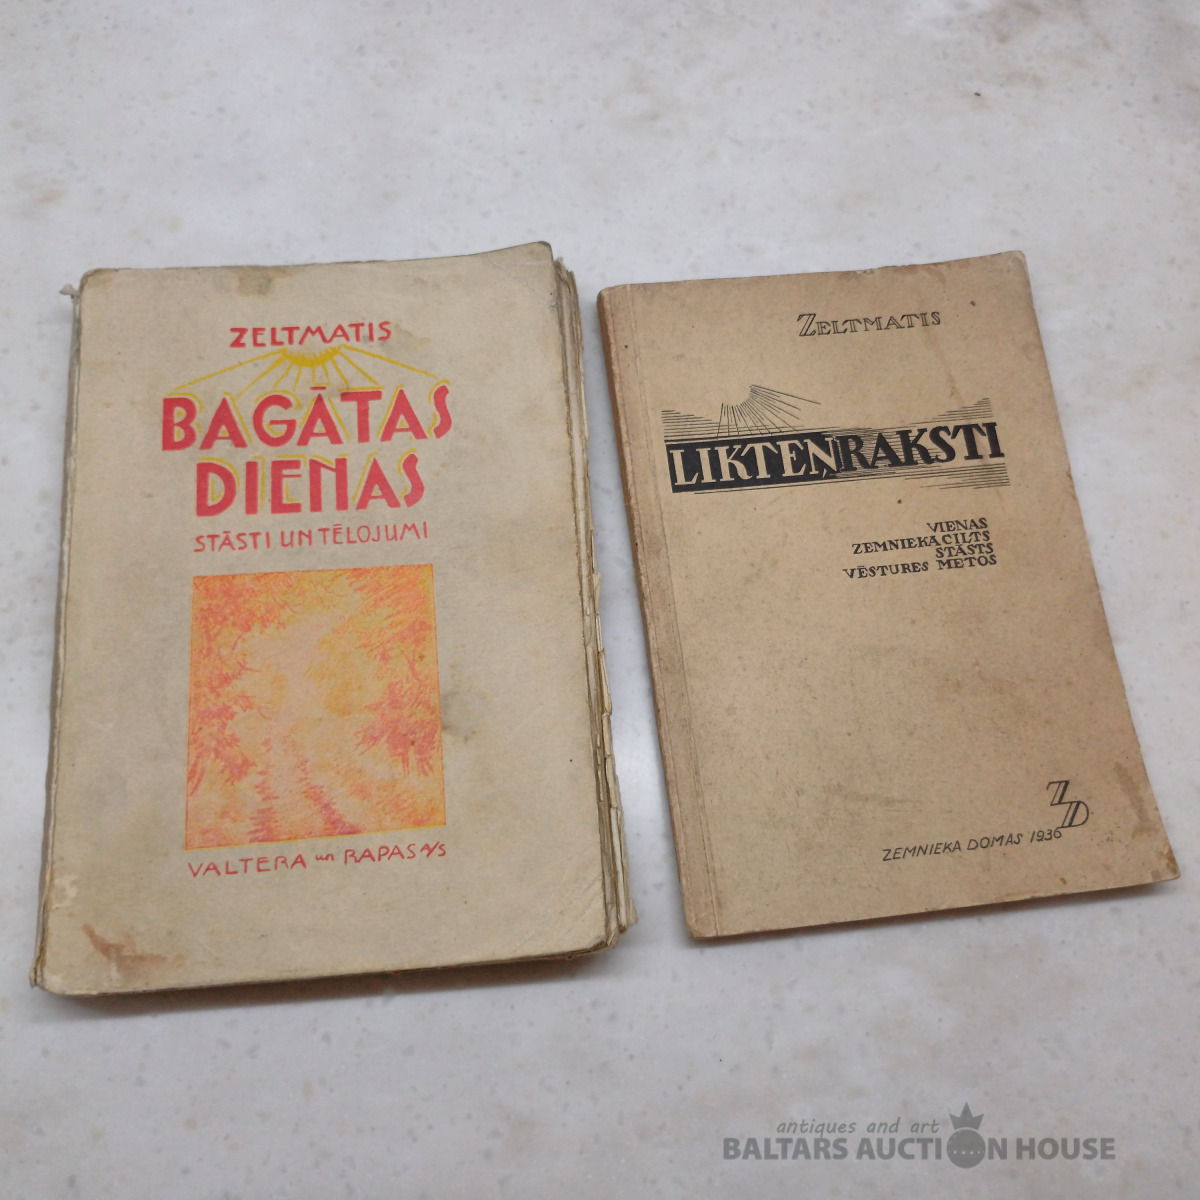 ZELTMATIS
BAGĀTAS
DIENAS
STĀSTI UN TĒLOJUMI
VALTERA un RAPAS A/S
ZELTMATIS
LIKTEŅRAKSTI
VIENAS
ZEMNIEKA CILTS
STĀSTS
VĒSTURES METOS
ZD
ZEMNIEKA DOMAS 1936
antiques and art
BALTARS AUCTION HOUSE